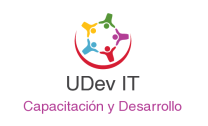 UDev IT
Capacitación y Desarrollo